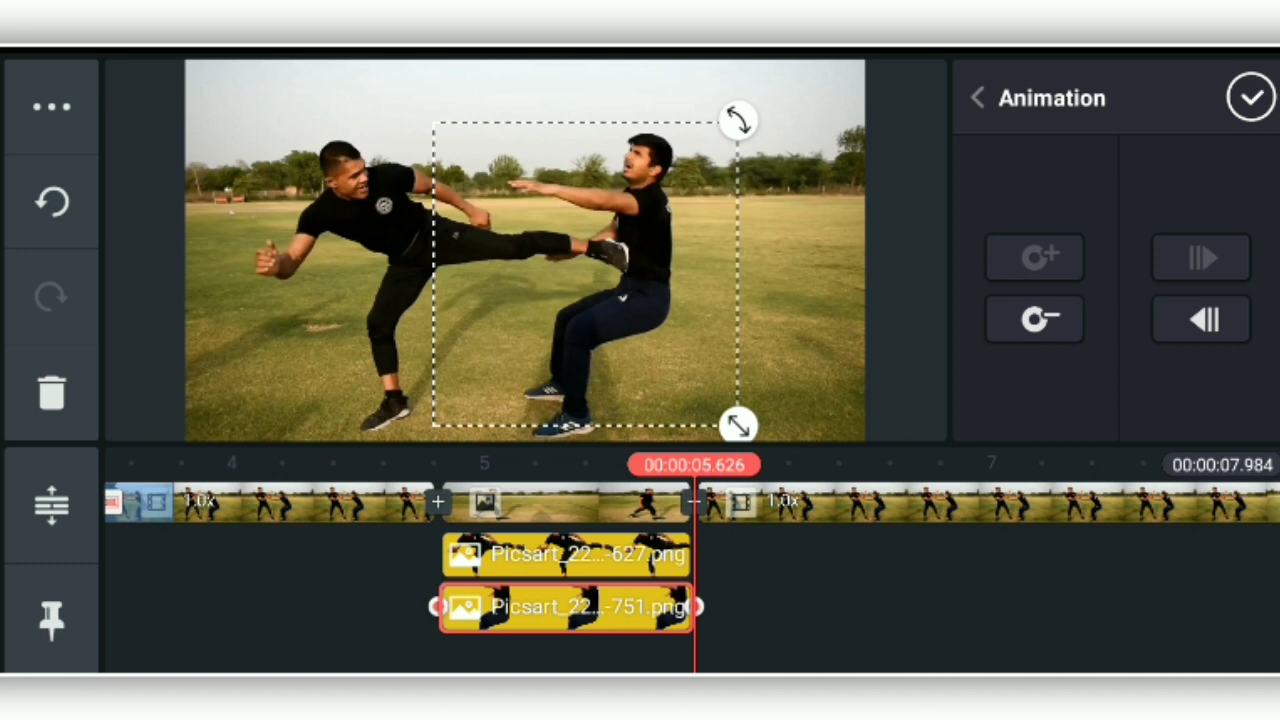 Animation
4
5
00:00:05.626
7
00:00:07.984
1.0x
1.0x
Picsart_22...-627.png
Picsart_22...-751.png